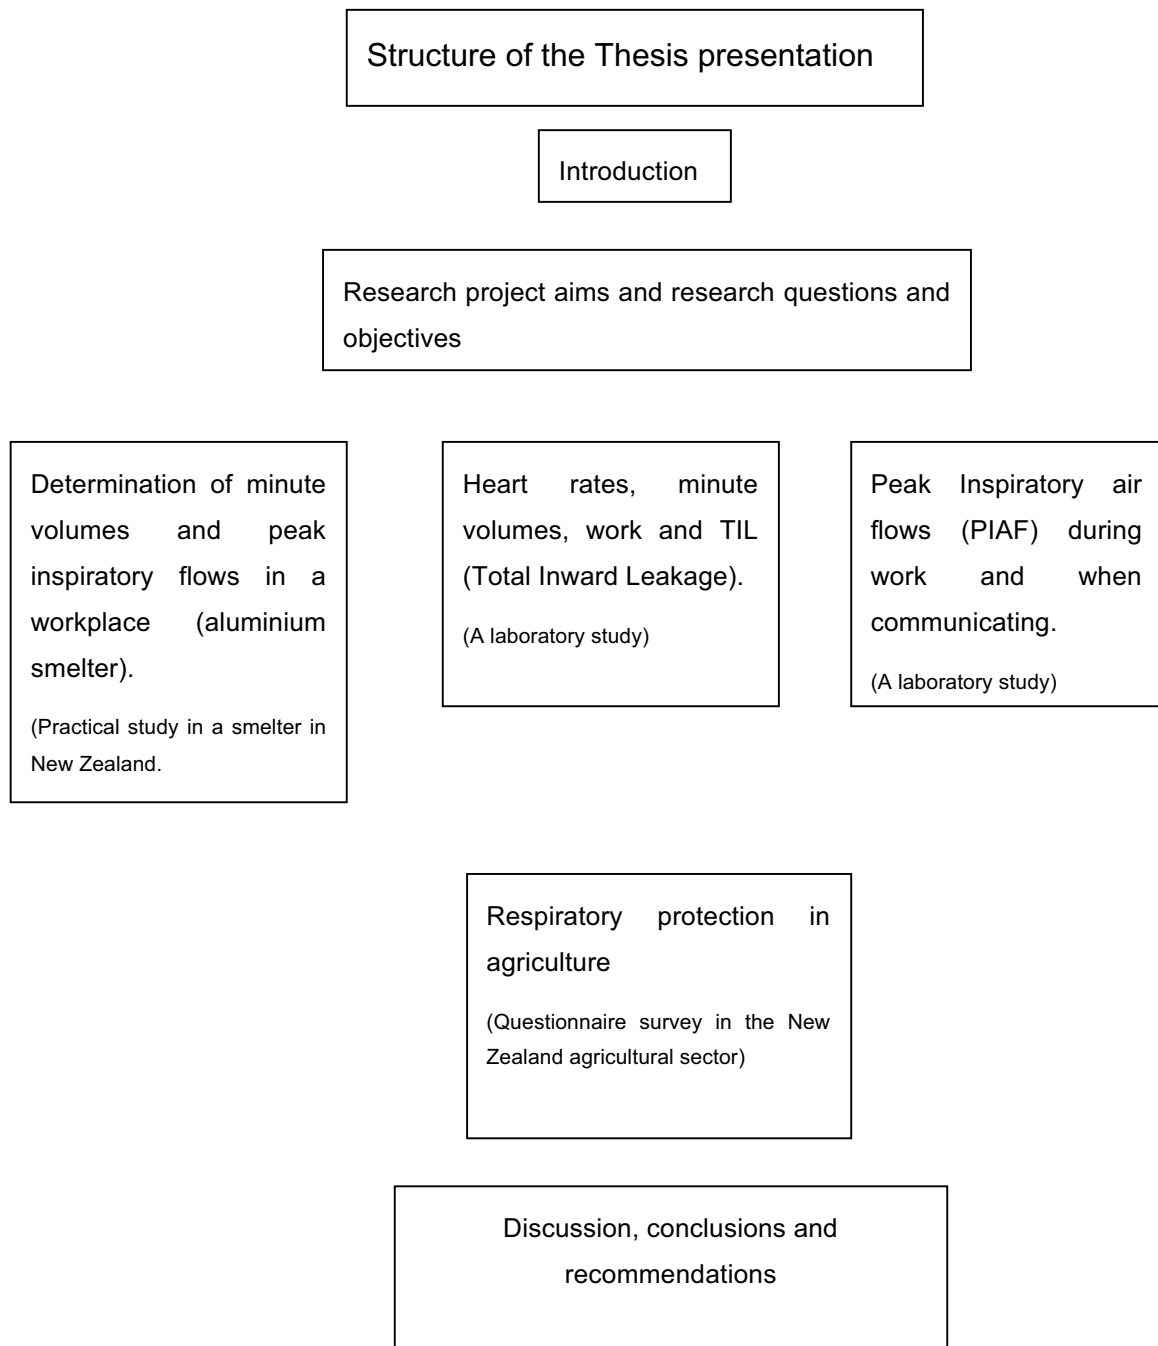 Structure of the Thesis presentation
Introduction
Research project aims and research questions and
objectives
Determination of minute
volumes and peak
inspiratory flows in a
workplace (aluminium
smelter).
(Practical study in a smelter in
New Zealand.
Heart rates, minute
volumes, work and TIL
(Total Inward Leakage).
(A laboratory study)
Peak Inspiratory air
flows (PIAF) during
work and when
communicating.
(A laboratory study)
Respiratory protection in
agriculture
(Questionnaire survey in the New
Zealand agricultural sector)
Discussion, conclusions and
recommendations